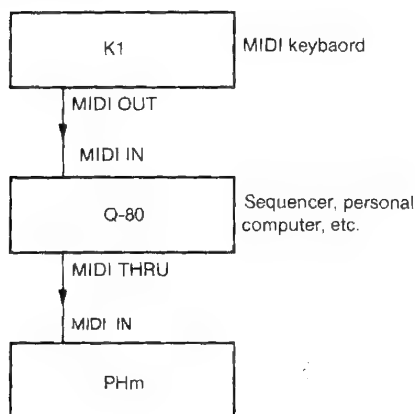 K1
MIDI keybaord
MIDI OUT
MIDI IN
Q-80
Sequencer, personal
computer, etc.
MIDI THRU
MIDI IN
PHm